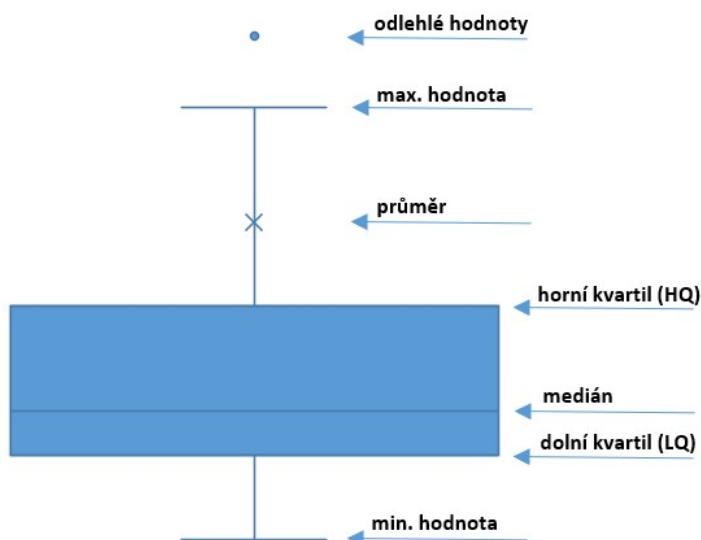 odlehlé hodnoty
max. hodnota
průměr
horní kvartil (HQ)
medián
dolní kvartil (LQ)
min. hodnota